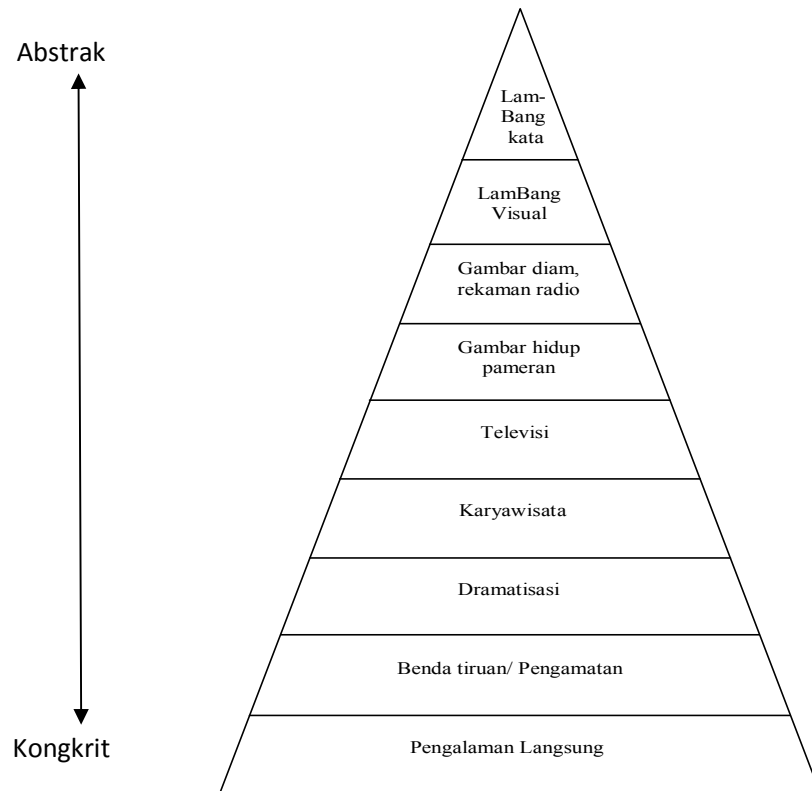 Abstrak
Lam-
Bang
kata
LamBang
Visual
Gambar diam,
rekaman radio
Gambar hidup
pameran
Televisi
Karyawisata
Dramatisasi
Benda tiruan/ Pengamatan
Kongkrit
Pengalaman Langsung